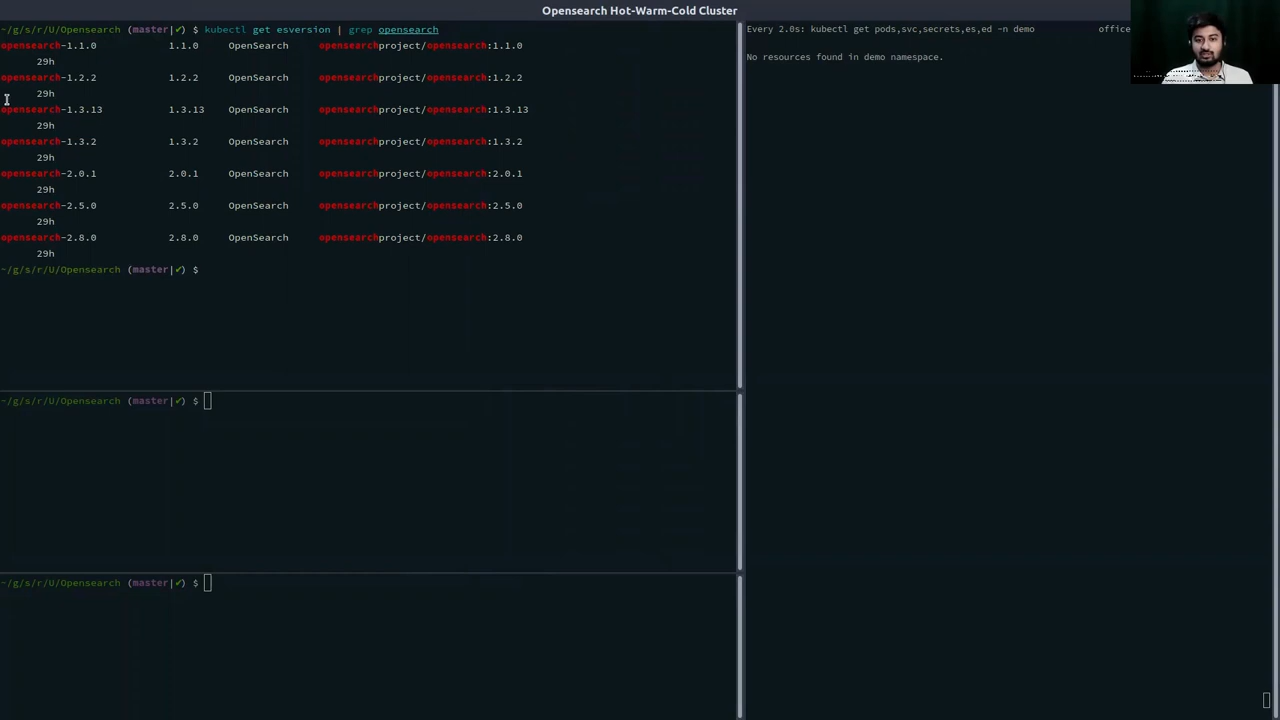 Opensearch Hot-Warm-Cold Cluster
~/g/s/r/U/Opensearch (master|✔) $ kubectl get esversion | grep opensearch
opensearch-1.1.0 1.1.0 OpenSearch opensearchproject/opensearch:1.1.0
29h
opensearch-1.2.2 1.2.2 OpenSearch opensearchproject/opensearch:1.2.2
29h
opensearch-1.3.13 1.3.13 OpenSearch opensearchproject/opensearch:1.3.13
29h
opensearch-1.3.2 1.3.2 OpenSearch opensearchproject/opensearch:1.3.2
29h
opensearch-2.0.1 2.0.1 OpenSearch opensearchproject/opensearch:2.0.1
29h
opensearch-2.5.0 2.5.0 OpenSearch opensearchproject/opensearch:2.5.0
29h
opensearch-2.8.0 2.8.0 OpenSearch opensearchproject/opensearch:2.8.0
29h
~/g/s/r/U/Opensearch (master|✔) $
~/g/s/r/U/Opensearch (master|✔) $
~/g/s/r/U/Opensearch (master|✔) $
Every 2.0s: kubectl get pods,svc,secrets,es,ed -n demo office
No resources found in demo namespace.